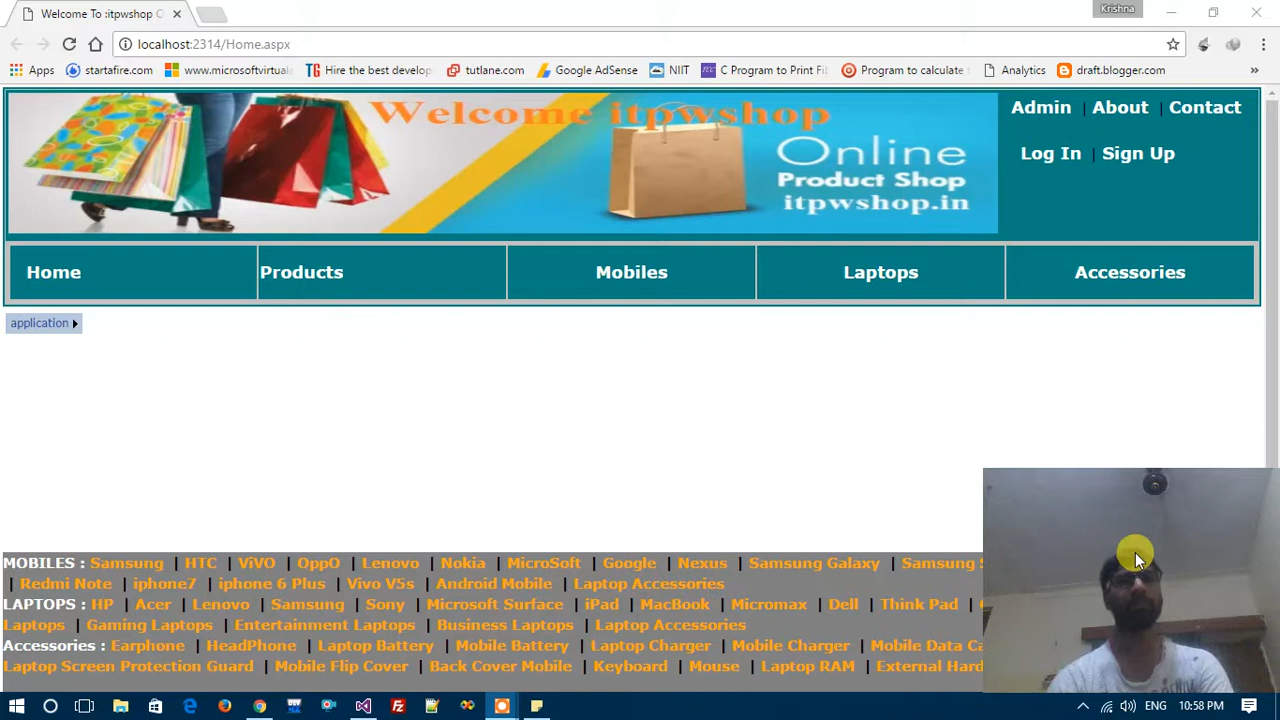 Welcome To :itpwshop O
Krishna
localhost:2314/Home.aspx
Apps startafire.com www.microsoftvirtual Hire the best develop tutlane.com Google AdSense NIIT C Program to Print Fib Program to calculate Analytics draft.blogger.com »
Welcome itpwshop
Online
Product Shop
itpwshop.in
Admin | About | Contact
Log In | Sign Up
Home Products Mobiles Laptops Accessories
application
MOBILES : Samsung | HTC | ViVO | OppO | Lenovo | Nokia | MicroSoft | Google | Nexus | Samsung Galaxy | Samsung
| Redmi Note | iphone7 | iphone 6 Plus | Vivo V5s | Android Mobile | Laptop Accessories
LAPTOPS : HP | Acer | Lenovo | Samsung | Sony | Microsoft Surface | iPad | MacBook | Micromax | Dell | Think Pad |
Laptops | Gaming Laptops | Entertainment Laptops | Business Laptops | Laptop Accessories
Accessories : Earphone | HeadPhone | Laptop Battery | Mobile Battery | Laptop Charger | Mobile Charger | Mobile Data Ca
Laptop Screen Protection Guard | Mobile Flip Cover | Back Cover Mobile | Keyboard | Mouse | Laptop RAM | External Hard
ENG 10:58 PM